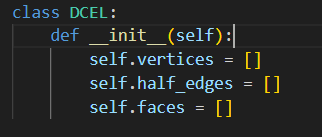 class DCEL:
    def __init__(self):
        self.vertices = []
        self.half_edges = []
        self.faces = []